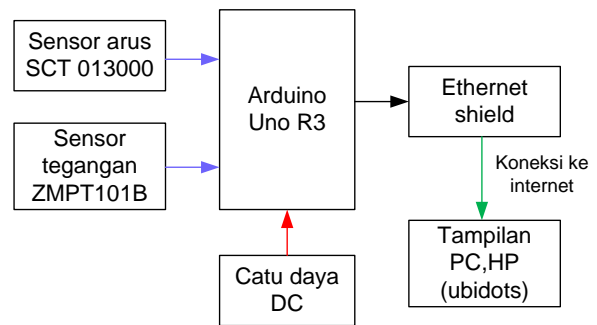 Sensor arus
SCT 013000
Sensor
tegangan
ZMPT101B
Arduino
Uno R3
Catu daya
DC
Ethernet
shield
Koneksi ke
internet
Tampilan
PC,HP
(ubidots)